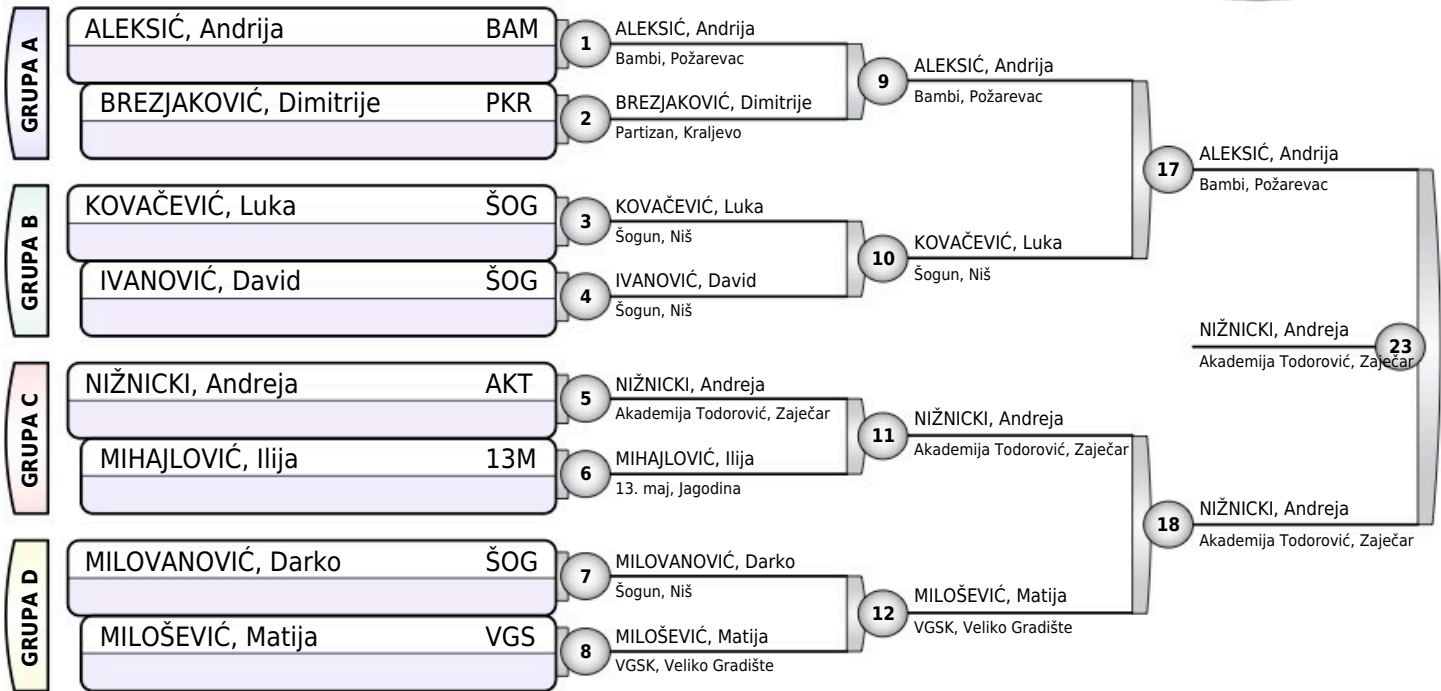 GRUPA A
ALEKSIĆ, Andrija BAM
BREZJAKOVIĆ, Dimitrije PKR
GRUPA B
KOVAČEVIĆ, Luka ŠOG
IVANOVIĆ, David ŠOG
GRUPA C
NIŽNICKI, Andreja AKT
MIHAJLOVIĆ, Ilija 13M
GRUPA D
MILOVANOVIĆ, Darko ŠOG
MILOŠEVIĆ, Matija VGS
1
ALEKSIĆ, Andrija
Bambi, Požarevac
2
BREZJAKOVIĆ, Dimitrije
Partizan, Kraljevo
3
KOVAČEVIĆ, Luka
Šogun, Niš
4
IVANOVIĆ, David
Šogun, Niš
5
NIŽNICKI, Andreja
Akademija Todorović, Zaječar
6
MIHAJLOVIĆ, Ilija
13. maj, Jagodina
7
MILOVANOVIĆ, Darko
Šogun, Niš
8
MILOŠEVIĆ, Matija
VGSK, Veliko Gradište
9
ALEKSIĆ, Andrija
Bambi, Požarevac
10
KOVAČEVIĆ, Luka
Šogun, Niš
11
NIŽNICKI, Andreja
Akademija Todorović, Zaječar
12
MILOŠEVIĆ, Matija
VGSK, Veliko Gradište
17
ALEKSIĆ, Andrija
Bambi, Požarevac
18
NIŽNICKI, Andreja
Akademija Todorović, Zaječar
23
NIŽNICKI, Andreja
Akademija Todorović, Zaječar